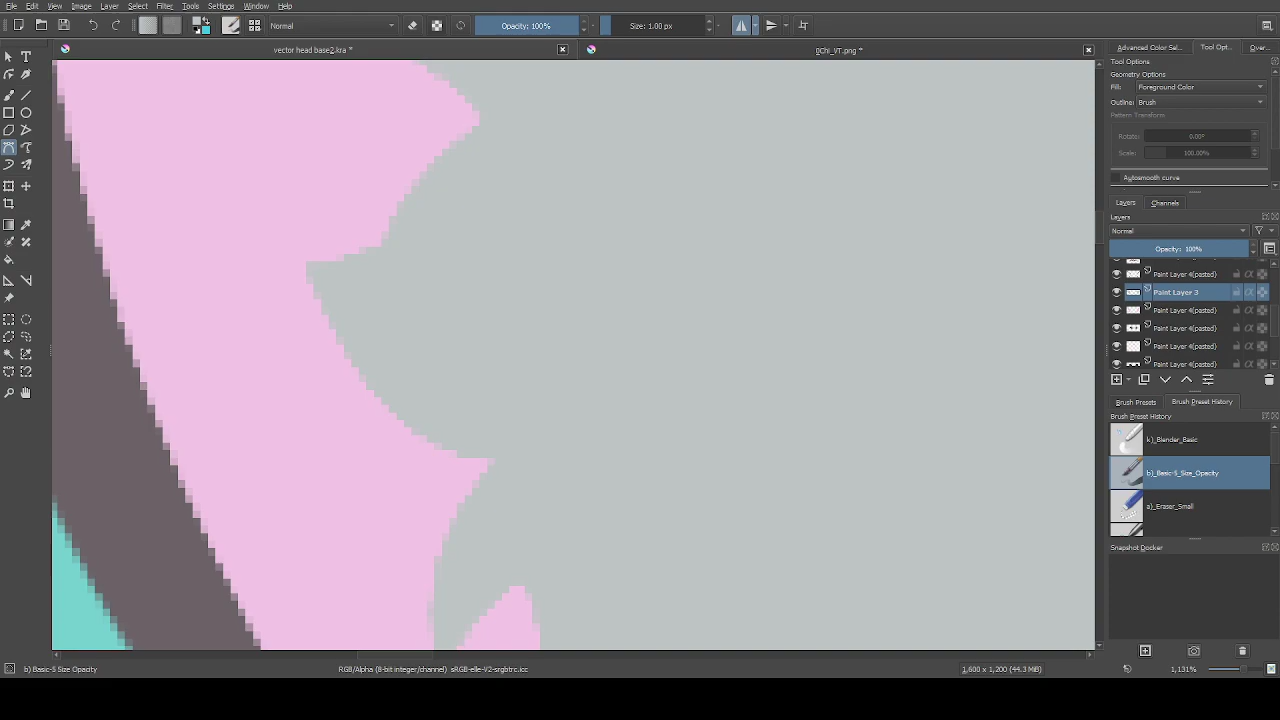 File Edit View Image Layer Select Filter Tools Settings Window Help
Normal
Opacity: 100%
Size: 1.00 px
vector head base2.kra *
0Chi_VT.png *
Advanced Color Sel...
Tool Opt...
Over...
Tool Options
Geometry Options
Fill: Foreground Color
Outline: Brush
Pattern Transform
Rotate: 0.00°
Scale: 100.00%
Autosmooth curve
Layers Channels
Layers
Normal
Opacity: 100%
Paint Layer 4(pasted)
Paint Layer 3
Paint Layer 4(pasted)
Paint Layer 4(pasted)
Paint Layer 4(pasted)
Paint Layer 4(pasted)
Brush Presets Brush Preset History
Brush Preset History
k)_Blender_Basic
b)_Basic-5_Size_Opacity
a)_Eraser_Small
Snapshot Docker
b) Basic-5 Size Opacity
RGB/Alpha (8-bit integer/channel) sRGB-elle-V2-srgbtrc.icc
1,600 x 1,200 (44.3 MiB)
1,131%